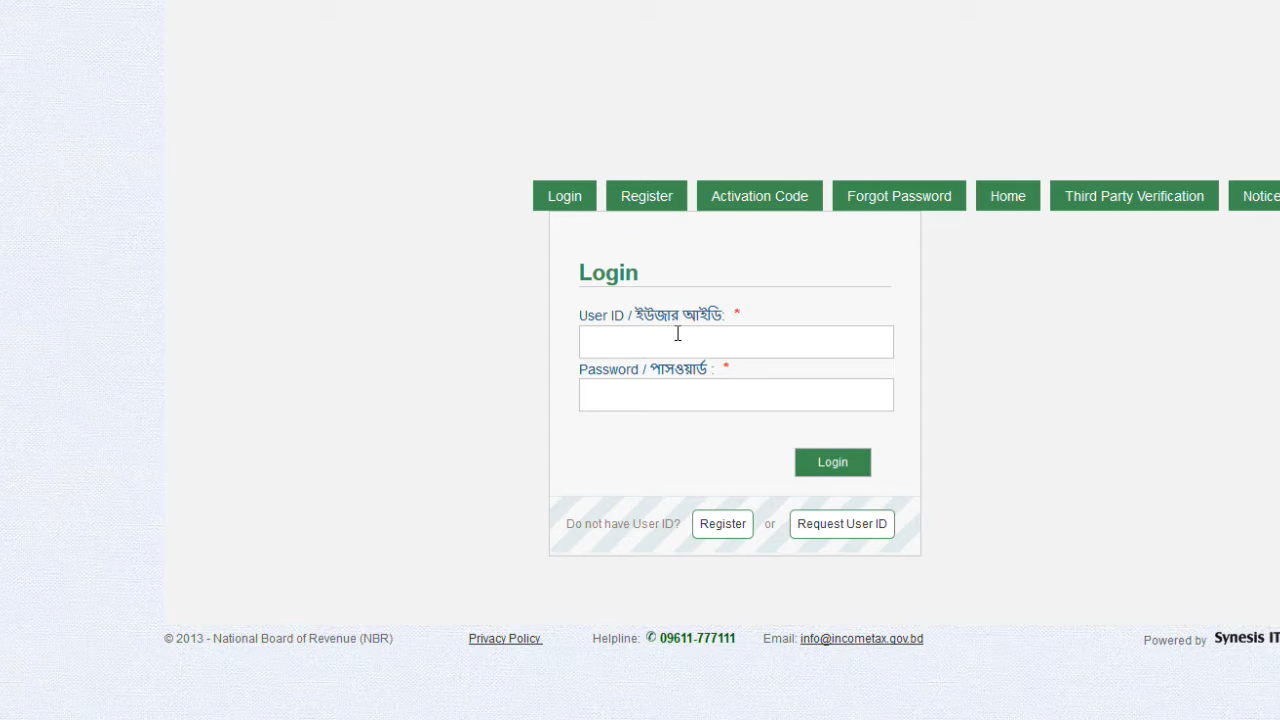 Login Register Activation Code Forgot Password Home Third Party Verification Notice
Login
User ID / ইউজার আইডি: *
Password / পাসওয়ার্ড : *
Login
Do not have User ID? Register or Request User ID
© 2013 - National Board of Revenue (NBR) Privacy Policy Helpline: ✆ 09611-777111 Email: info@incometax.gov.bd Powered by Synesis IT